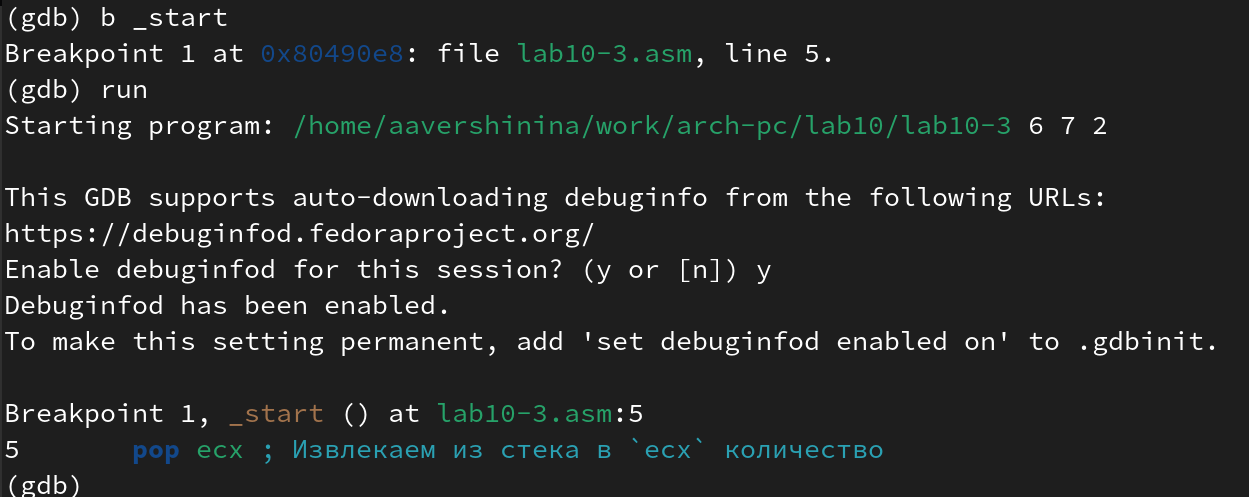 (gdb) b _start
Breakpoint 1 at 0x80490e8: file lab10-3.asm, line 5.
(gdb) run
Starting program: /home/aavershinina/work/arch-pc/lab10/lab10-3 6 7 2
This GDB supports auto-downloading debuginfo from the following URLs:
https://debuginfod.fedoraproject.org/
Enable debuginfod for this session? (y or [n]) y
Debuginfod has been enabled.
To make this setting permanent, add 'set debuginfod enabled on' to .gdbinit.
Breakpoint 1, _start () at lab10-3.asm:5
5 pop ecx ; Извлекаем из стека в `ecx` количество
(gdb)